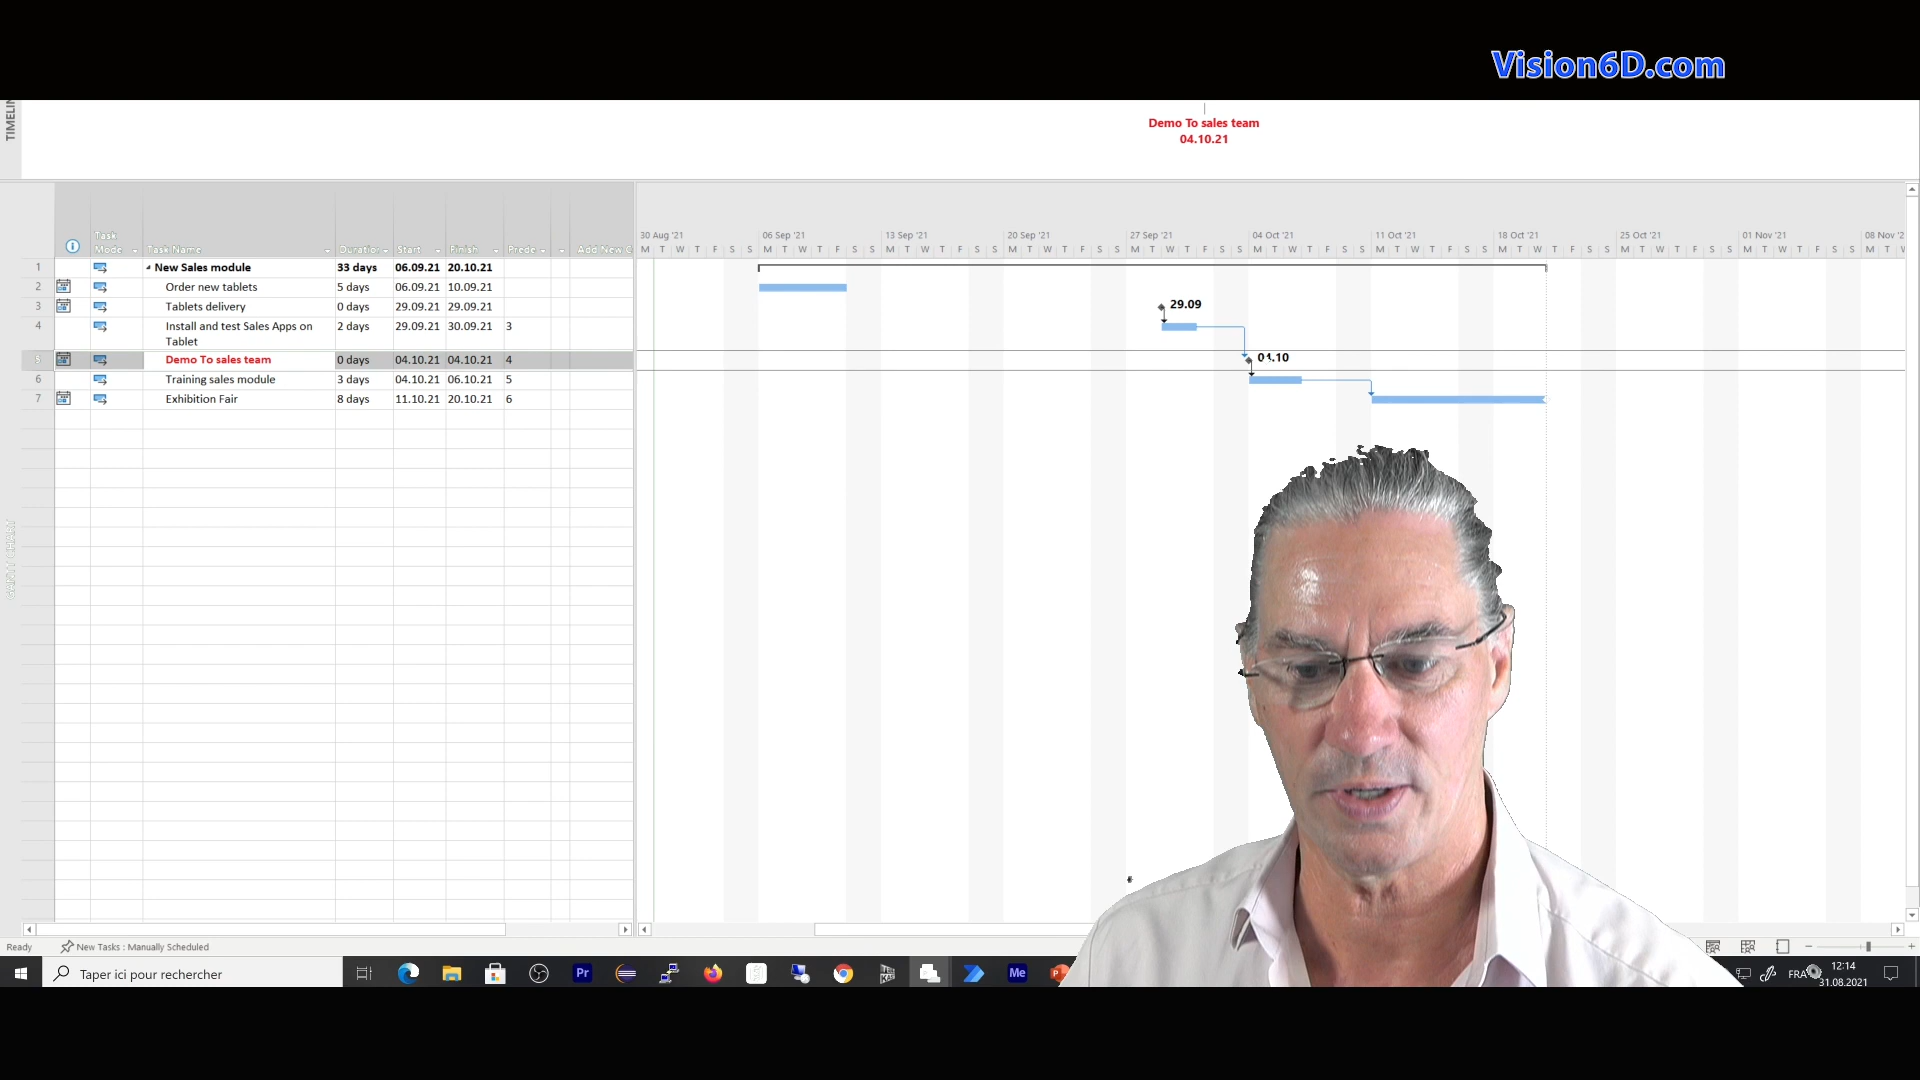 Vision6D.com
TIMELIN
Demo To sales team
04.10.21
30 Aug '21 06 Sep '21 13 Sep '21 20 Sep '21 27 Sep '21 04 Oct '21 11 Oct '21 18 Oct '21 25 Oct '21 01 Nov '21 08 Nov '2
Task
Mode Task Name Duration Start Finish Prede Add New C
M T W T F S S M T W T F S S M T W T F S S M T W T F S S M T W T F S S M T W T F S S M T W T F S S M T W T F S S M T W T F S S M T W T F S S M T W
1 New Sales module 33 days 06.09.21 20.10.21
2 Order new tablets 5 days 06.09.21 10.09.21
3 Tablets delivery 0 days 29.09.21 29.09.21 29.09
4 Install and test Sales Apps on 2 days 29.09.21 30.09.21 3
Tablet
5 Demo To sales team 0 days 04.10.21 04.10.21 4 04.10
6 Training sales module 3 days 04.10.21 06.10.21 5
7 Exhibition Fair 8 days 11.10.21 20.10.21 6
GANTT CHART
Ready New Tasks : Manually Scheduled
Taper ici pour rechercher Pr Me FRA 12:14
31.08.2021